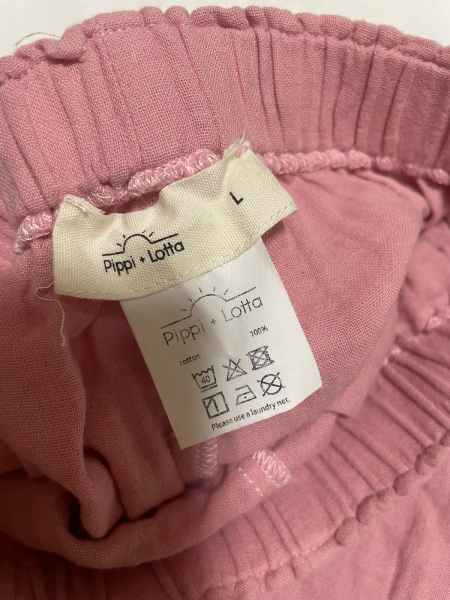 L
Pippi + Lotta
Pippi + Lotta
cotton 100%
40
Please use a laundry net.